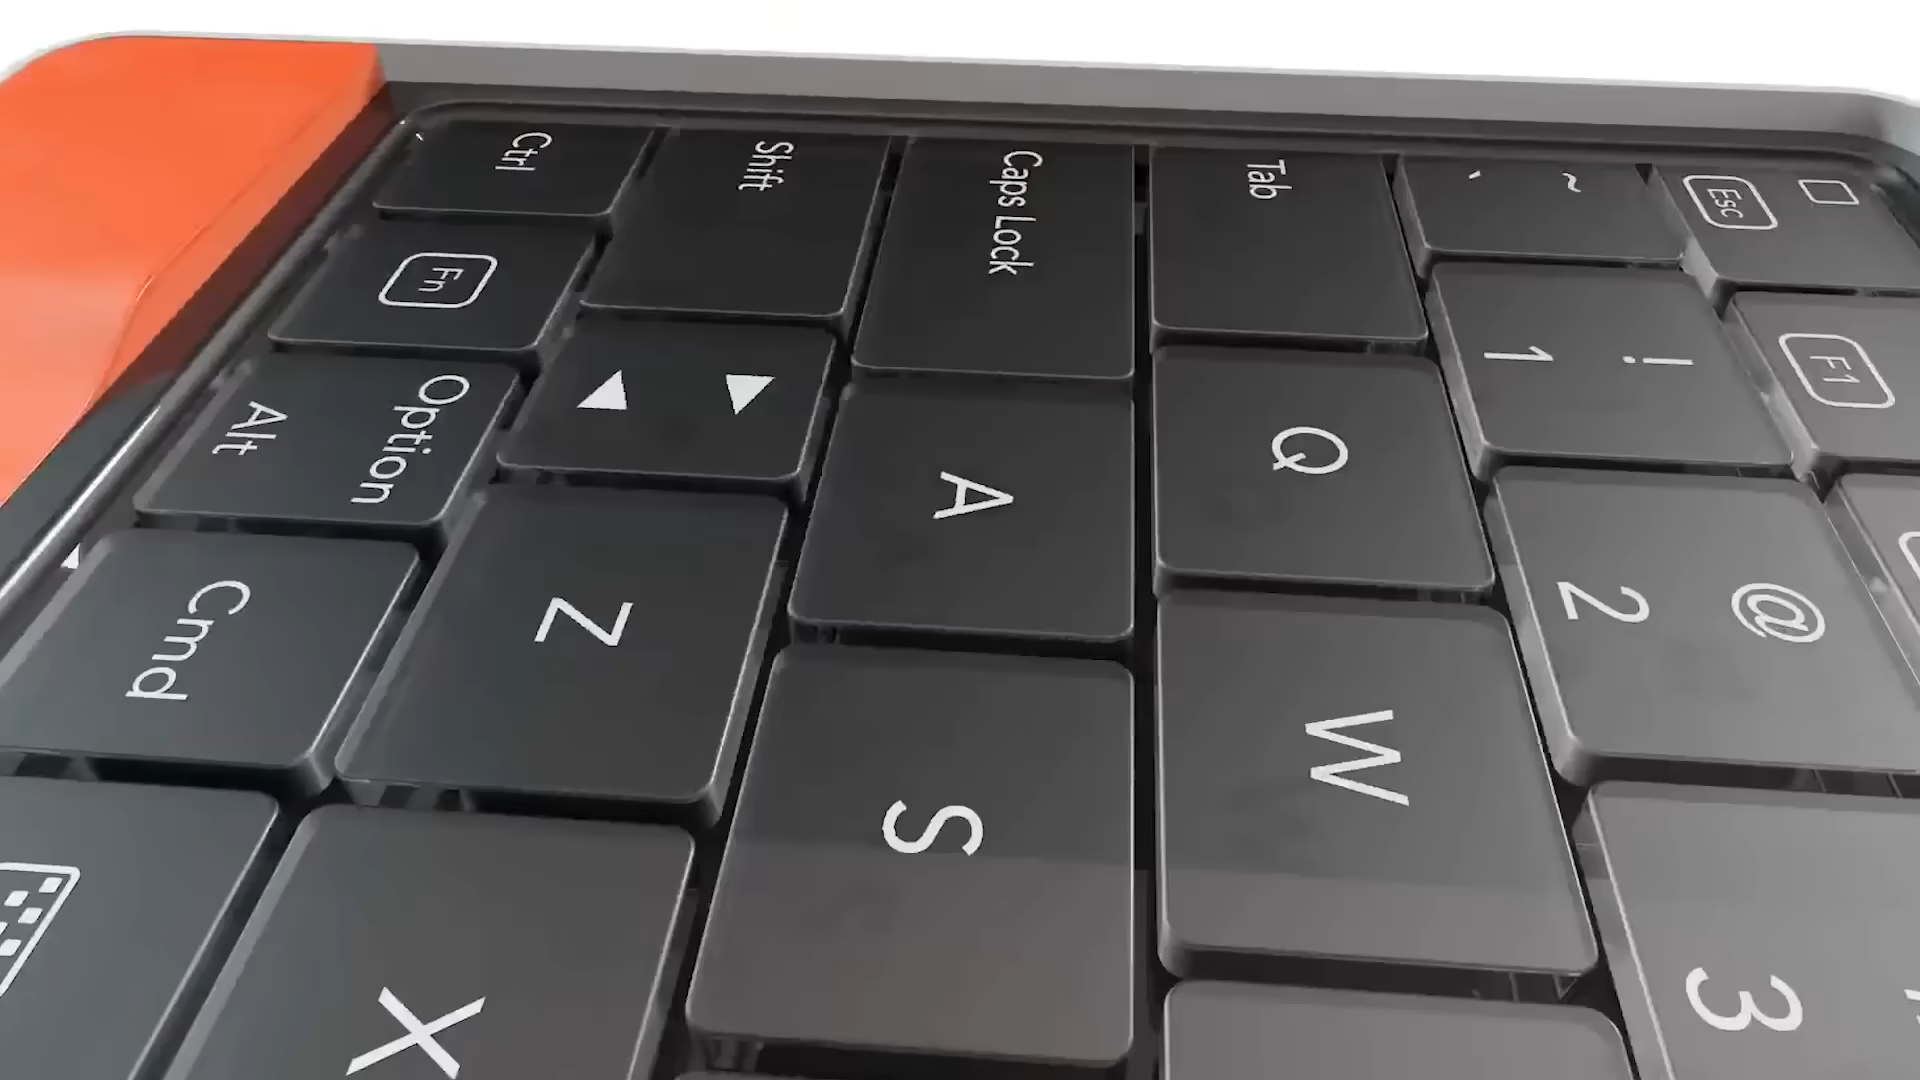 Esc
F1
~
`
!
1
@
2
3
Tab
Q
W
Caps Lock
A
S
Shift
Z
X
Ctrl
Fn
Option
Alt
Cmd